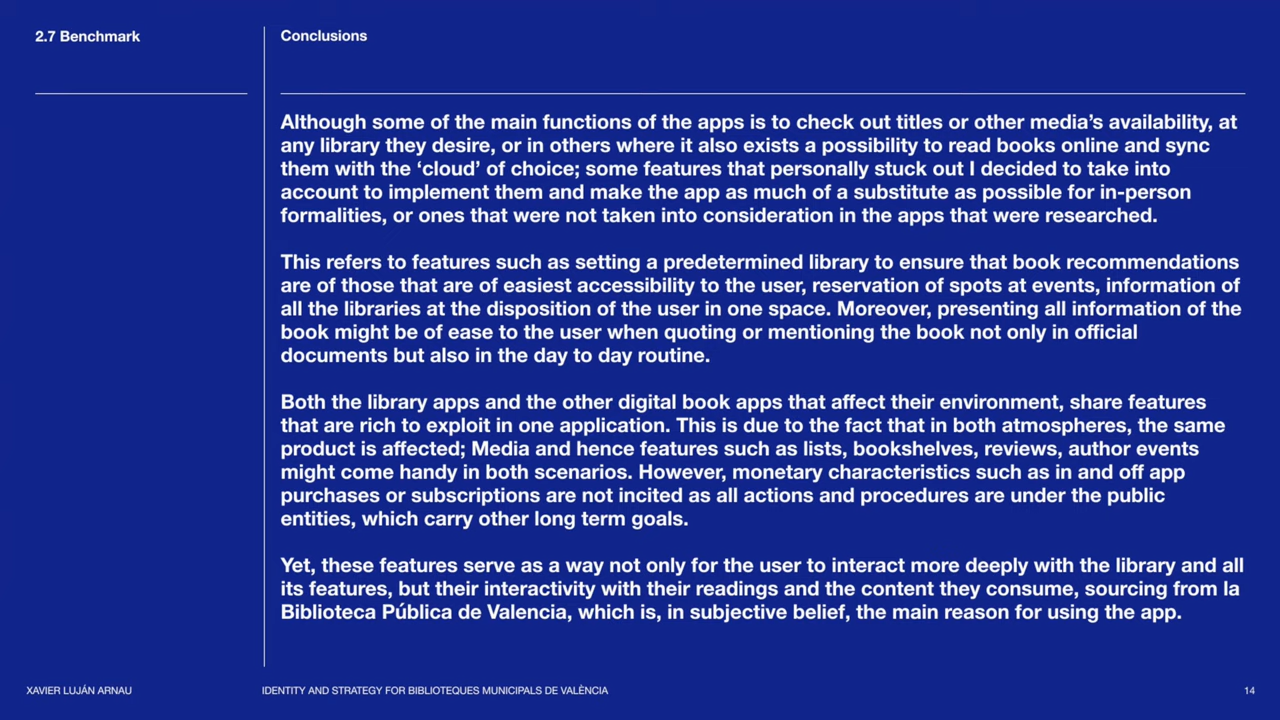 2.7 Benchmark
Conclusions
Although some of the main functions of the apps is to check out titles or other media’s availability, at
any library they desire, or in others where it also exists a possibility to read books online and sync
them with the ‘cloud’ of choice; some features that personally stuck out I decided to take into
account to implement them and make the app as much of a substitute as possible for in-person
formalities, or ones that were not taken into consideration in the apps that were researched.
This refers to features such as setting a predetermined library to ensure that book recommendations
are of those that are of easiest accessibility to the user, reservation of spots at events, information of
all the libraries at the disposition of the user in one space. Moreover, presenting all information of the
book might be of ease to the user when quoting or mentioning the book not only in official
documents but also in the day to day routine.
Both the library apps and the other digital book apps that affect their environment, share features
that are rich to exploit in one application. This is due to the fact that in both atmospheres, the same
product is affected; Media and hence features such as lists, bookshelves, reviews, author events
might come handy in both scenarios. However, monetary characteristics such as in and off app
purchases or subscriptions are not incited as all actions and procedures are under the public
entities, which carry other long term goals.
Yet, these features serve as a way not only for the user to interact more deeply with the library and all
its features, but their interactivity with their readings and the content they consume, sourcing from la
Biblioteca Pública de Valencia, which is, in subjective belief, the main reason for using the app.
XAVIER LUJÁN ARNAU
IDENTITY AND STRATEGY FOR BIBLIOTEQUES MUNICIPALS DE VALÈNCIA
14